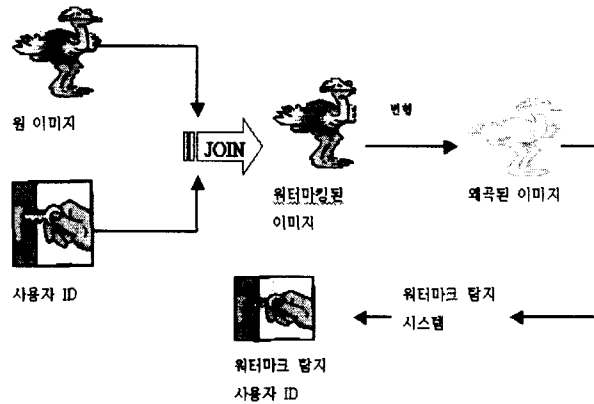 원 이미지
JOIN
변형
워터마킹된
이미지
왜곡된 이미지
사용자 ID
워터마크 탐지
시스템
워터마크 탐지
사용자 ID